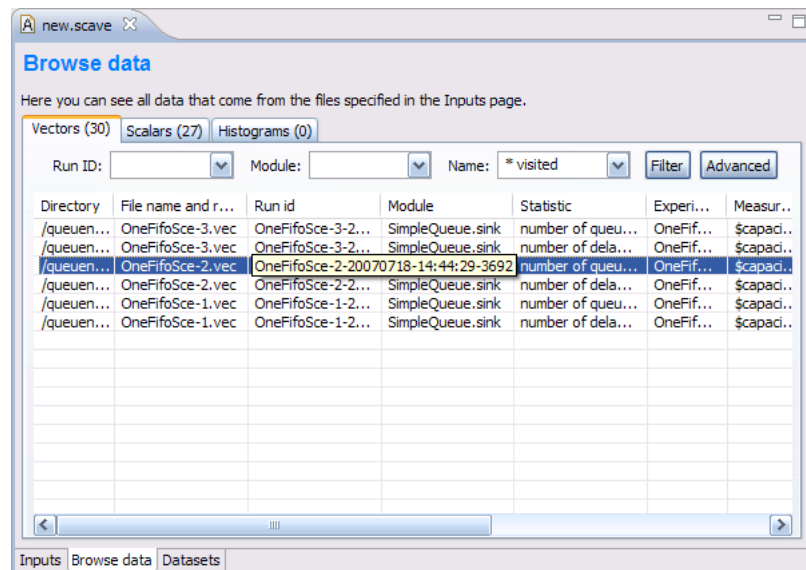 new.scave
Browse data
Here you can see all data that come from the files specified in the Inputs page.
Vectors (30) Scalars (27) Histograms (0)
Run ID: Module: Name: * visited Filter Advanced
Directory File name and r... Run id Module Statistic Experi... Measur...
/queuen... OneFifoSce-3.vec OneFifoSce-3-2... SimpleQueue.sink number of queu... OneFif... $capaci...
/queuen... OneFifoSce-3.vec OneFifoSce-3-2... SimpleQueue.sink number of dela... OneFif... $capaci...
/queuen... OneFifoSce-2.vec OneFifoSce-2-20070718-14:44:29-3692 number of queu... OneFif... $capaci...
/queuen... OneFifoSce-2.vec OneFifoSce-2-2... SimpleQueue.sink number of dela... OneFif... $capaci...
/queuen... OneFifoSce-1.vec OneFifoSce-1-2... SimpleQueue.sink number of queu... OneFif... $capaci...
/queuen... OneFifoSce-1.vec OneFifoSce-1-2... SimpleQueue.sink number of dela... OneFif... $capaci...
Inputs Browse data Datasets